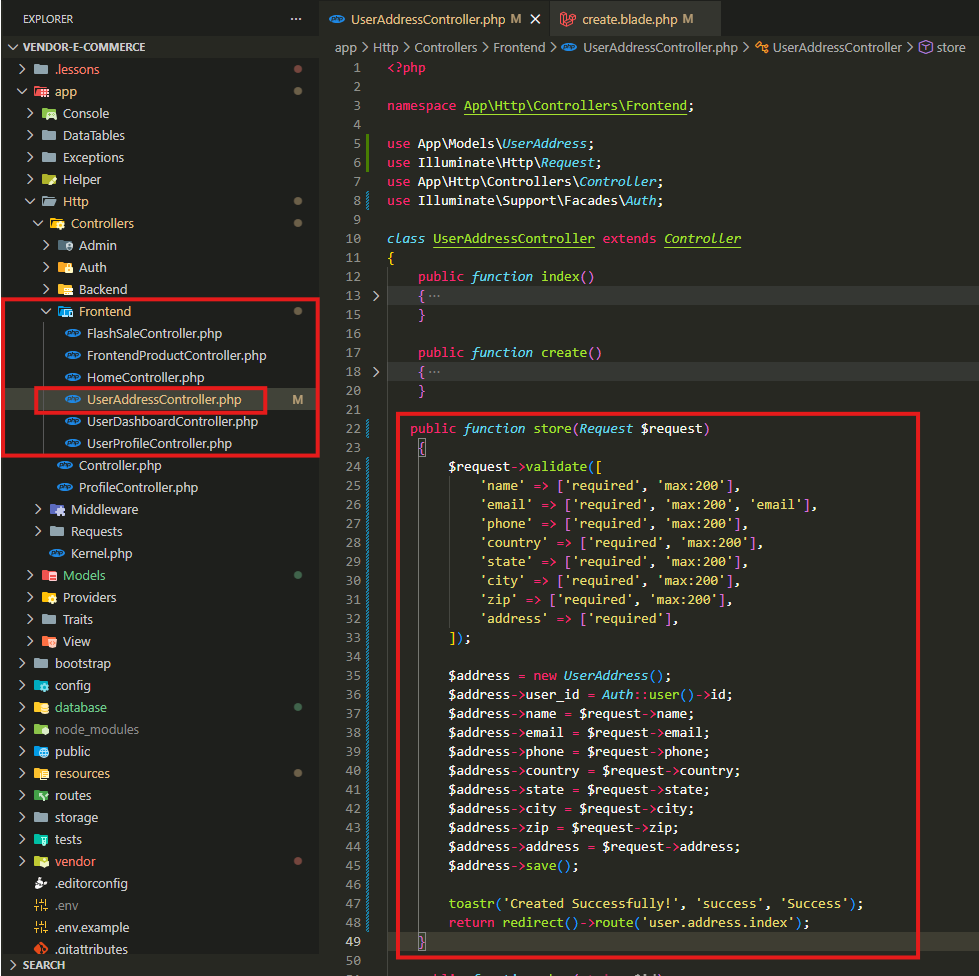 EXPLORER
VENDOR-E-COMMERCE
.lessons
app
Console
DataTables
Exceptions
Helper
Http
Controllers
Admin
Auth
Backend
Frontend
FlashSaleController.php
FrontendProductController.php
HomeController.php
UserAddressController.php M
UserDashboardController.php
UserProfileController.php
Controller.php
ProfileController.php
Middleware
Requests
Kernel.php
Models
Providers
Traits
View
bootstrap
config
database
node_modules
public
resources
routes
storage
tests
vendor
.editorconfig
.env
.env.example
.gitattributes
SEARCH
UserAddressController.php M
create.blade.php M
app > Http > Controllers > Frontend > UserAddressController.php > UserAddressController > store
1 <?php
2
3 namespace App\Http\Controllers\Frontend;
4
5 use App\Models\UserAddress;
6 use Illuminate\Http\Request;
7 use App\Http\Controllers\Controller;
8 use Illuminate\Support\Facades\Auth;
9
10 class UserAddressController extends Controller
11 {
12 public function index()
13 { ...
15 }
16
17 public function create()
18 { ...
20 }
21
22 public function store(Request $request)
23 {
24 $request->validate([
25 'name' => ['required', 'max:200'],
26 'email' => ['required', 'max:200', 'email'],
27 'phone' => ['required', 'max:200'],
28 'country' => ['required', 'max:200'],
29 'state' => ['required', 'max:200'],
30 'city' => ['required', 'max:200'],
31 'zip' => ['required', 'max:200'],
32 'address' => ['required'],
33 ]);
34
35 $address = new UserAddress();
36 $address->user_id = Auth::user()->id;
37 $address->name = $request->name;
38 $address->email = $request->email;
39 $address->phone = $request->phone;
40 $address->country = $request->country;
41 $address->state = $request->state;
42 $address->city = $request->city;
43 $address->zip = $request->zip;
44 $address->address = $request->address;
45 $address->save();
46
47 toastr('Created Successfully!', 'success', 'Success');
48 return redirect()->route('user.address.index');
49 }
50